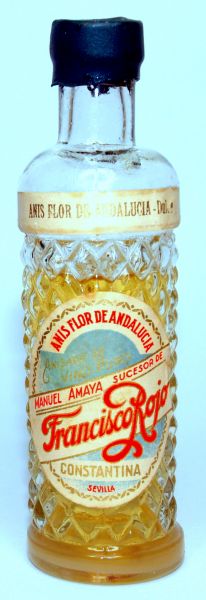 ANIS FLOR DE ANDALUCIA - Dul
ANIS FLOR DE ANDALUCIA
MANUEL AMAYA SUCESOR DE
Francisco Rojo
CONSTANTINA
SEVILLA